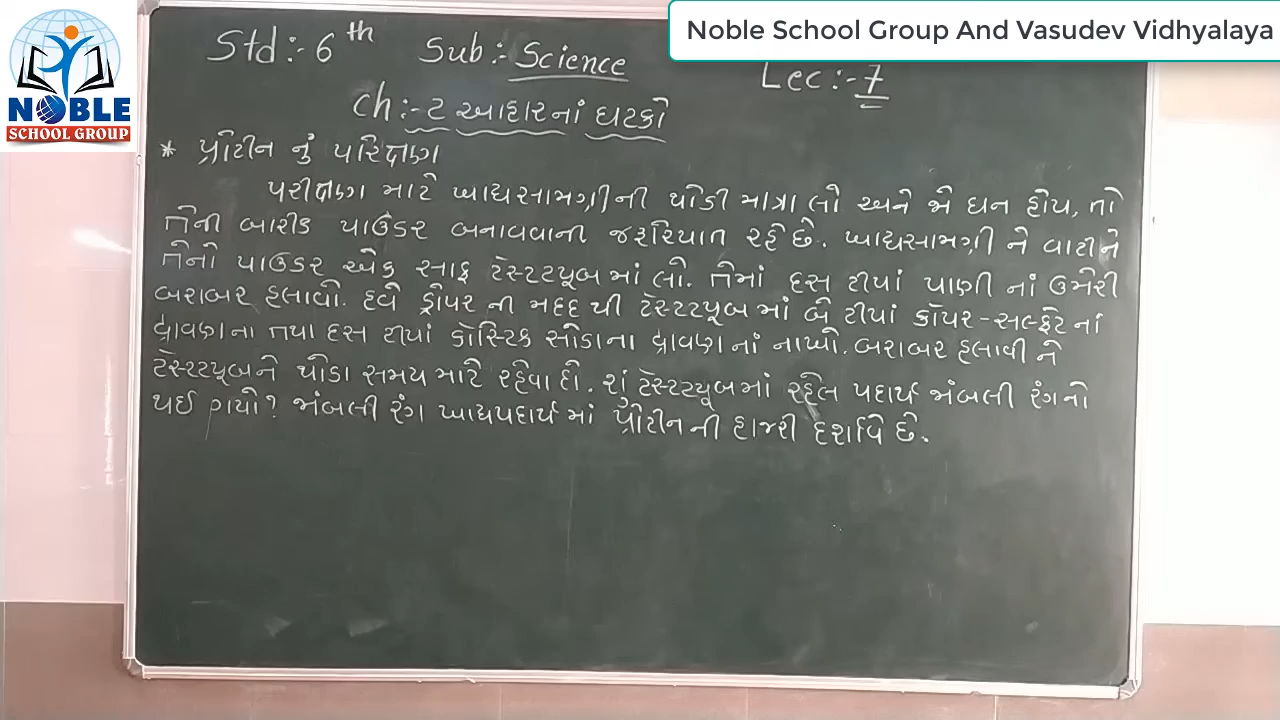 NOBLE
SCHOOL GROUP
Noble School Group And Vasudev Vidhyalaya
Std:- 6th Sub:- Science Lec:-7
ch:-૮ આહારનાં ઘટકો
* પ્રોટીન નું પરિક્ષણ
પરીક્ષણ માટે ખાદ્યસામગ્રીની થોડી માત્રા લો અને જો ઘન હોય, તો
તેની બારીક પાઉડર બનાવવાની જરૂરિયાત રહે છે. ખાદ્યસામગ્રી ને વાટીને
તેનો પાઉડર એક સાફ ટેસ્ટટ્યૂબ માં લો. તેમાં દસ ટીપાં પાણી નાં ઉમેરી
બરાબર હલાવો. હવે ડ્રોપર ની મદદ થી ટેસ્ટટ્યૂબ માં બે ટીપાં કૉપર-સલ્ફેટ નાં
દ્રાવણના તથા દસ ટીપાં કૉસ્ટિક સોડાના દ્રાવણ નાં નાખો. બરાબર હલાવી ને
ટેસ્ટટ્યૂબને થોડા સમય માટે રહેવા દો. શું ટેસ્ટટ્યૂબમાં રહેલ પદાર્થ જાંબલી રંગનો
થઈ ગયો? જાંબલી રંગ ખાદ્યપદાર્થ માં પ્રોટીન ની હાજરી દર્શાવે છે.